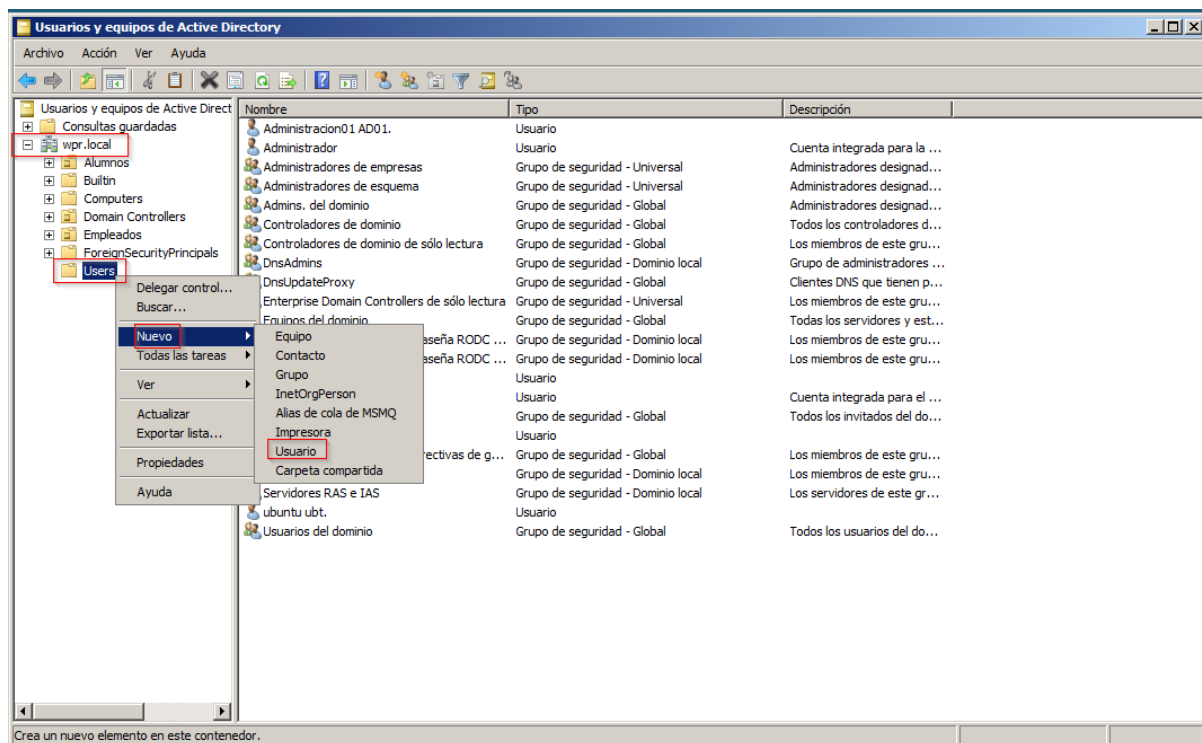 Usuarios y equipos de Active Directory
Archivo Acción Ver Ayuda
Usuarios y equipos de Active Direct
Consultas guardadas
wpr.local
Alumnos
Builtin
Computers
Domain Controllers
Empleados
ForeignSecurityPrincipals
Users
Nombre Tipo Descripción
Administracion01 AD01. Usuario
Administrador Usuario Cuenta integrada para la ...
Administradores de empresas Grupo de seguridad - Universal Administradores designad...
Administradores de esquema Grupo de seguridad - Universal Administradores designad...
Admins. del dominio Grupo de seguridad - Global Administradores designad...
Controladores de dominio Grupo de seguridad - Global Todos los controladores d...
Controladores de dominio de sólo lectura Grupo de seguridad - Global Los miembros de este gru...
DnsAdmins Grupo de seguridad - Dominio local Grupo de administradores ...
DnsUpdateProxy Grupo de seguridad - Global Clientes DNS que tienen p...
Enterprise Domain Controllers de sólo lectura Grupo de seguridad - Universal Los miembros de este gru...
Equipos del dominio Grupo de seguridad - Global Todas los servidores y est...
aseña RODC ... Grupo de seguridad - Dominio local Los miembros de este gru...
aseña RODC ... Grupo de seguridad - Dominio local Los miembros de este gru...
Usuario
Usuario Cuenta integrada para el ...
Grupo de seguridad - Global Todos los invitados del do...
Usuario
rectivas de g... Grupo de seguridad - Global Los miembros de este gru...
Grupo de seguridad - Dominio local Los miembros de este gru...
Servidores RAS e IAS Grupo de seguridad - Dominio local Los servidores de este gr...
ubuntu ubt. Usuario
Usuarios del dominio Grupo de seguridad - Global Todos los usuarios del do...
Delegar control...
Buscar...
Nuevo
Todas las tareas
Ver
Actualizar
Exportar lista...
Propiedades
Ayuda
Equipo
Contacto
Grupo
InetOrgPerson
Alias de cola de MSMQ
Impresora
Usuario
Carpeta compartida
Crea un nuevo elemento en este contenedor.